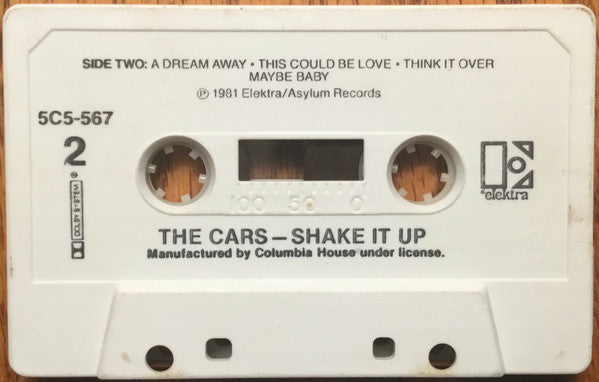 SIDE TWO: A DREAM AWAY • THIS COULD BE LOVE • THINK IT OVER
MAYBE BABY
℗ 1981 Elektra/Asylum Records
5C5-567
2
DOLBY SYSTEM
100 50 0
elektra
THE CARS—SHAKE IT UP
Manufactured by Columbia House under license.